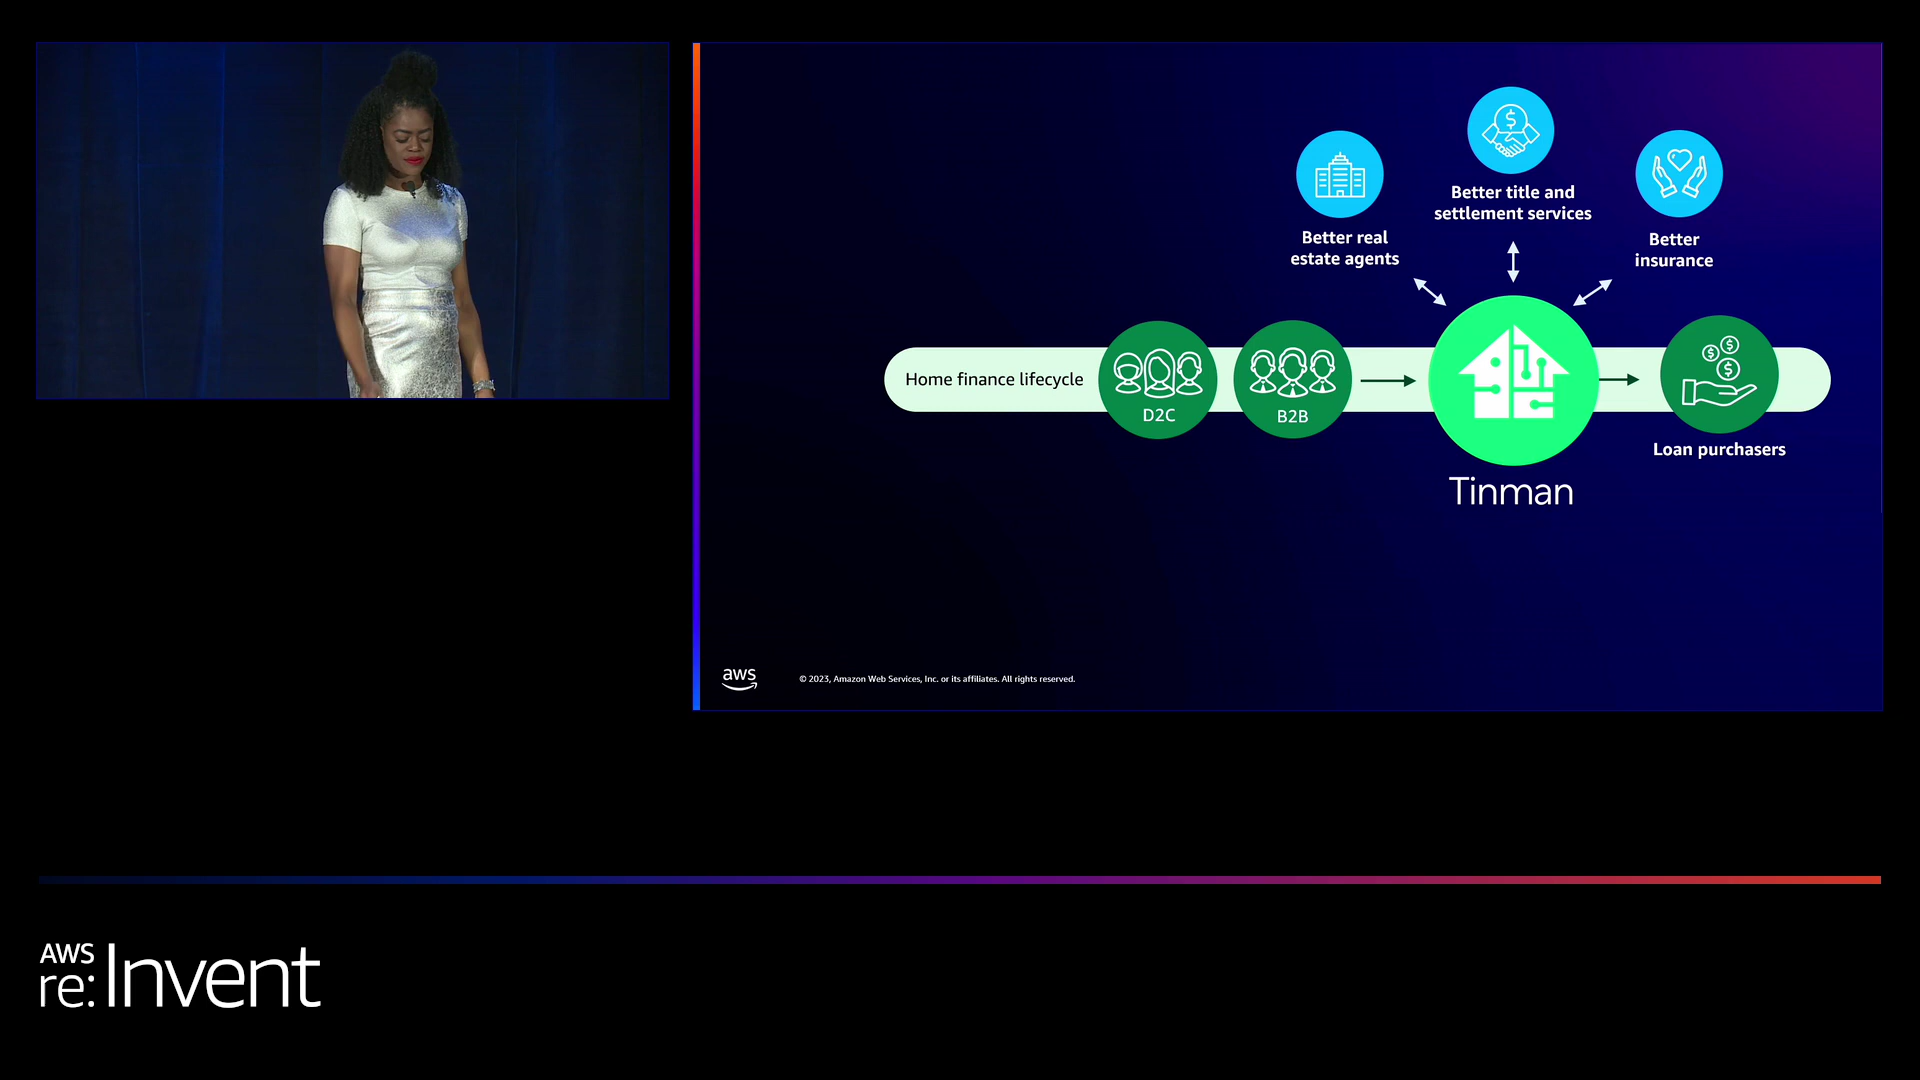 Better title and
settlement services
Better real
estate agents
Better
insurance
Home finance lifecycle
D2C
B2B
Loan purchasers
Tinman
aws
© 2023, Amazon Web Services, Inc. or its affiliates. All rights reserved.
AWS
re:Invent